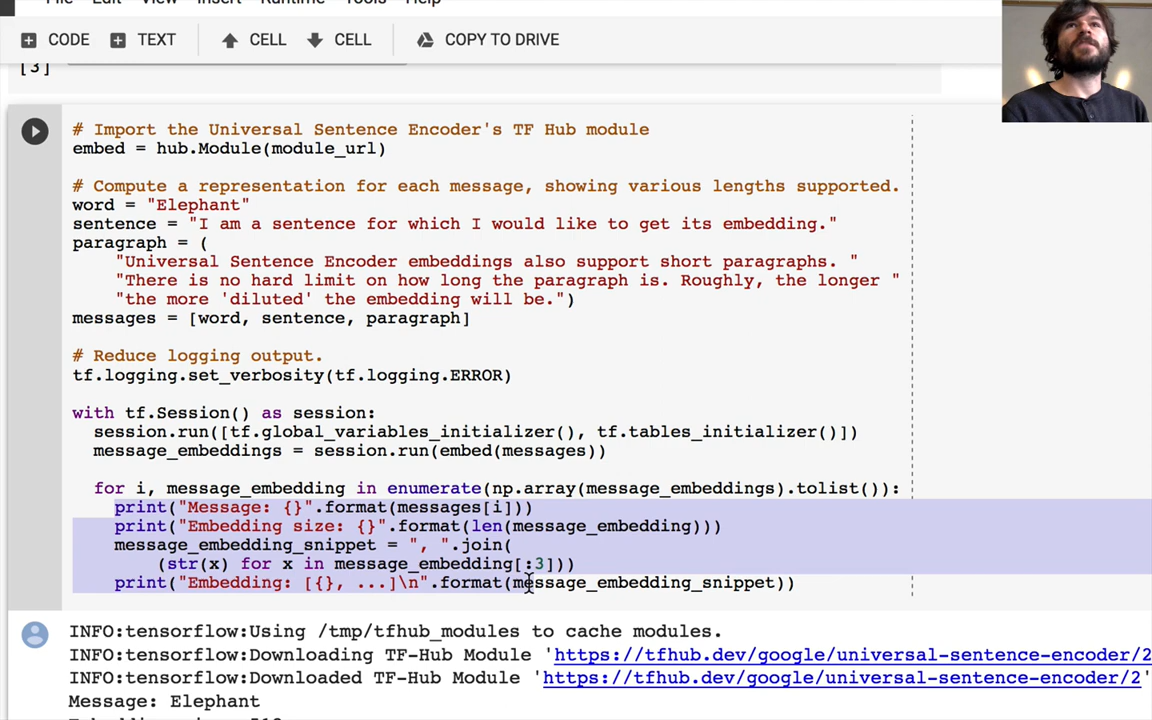 File Edit View Insert Runtime Tools Help
CODE TEXT CELL CELL COPY TO DRIVE
[3]
# Import the Universal Sentence Encoder's TF Hub module
embed = hub.Module(module_url)
# Compute a representation for each message, showing various lengths supported.
word = "Elephant"
sentence = "I am a sentence for which I would like to get its embedding."
paragraph = (
"Universal Sentence Encoder embeddings also support short paragraphs. "
"There is no hard limit on how long the paragraph is. Roughly, the longer "
"the more 'diluted' the embedding will be.")
messages = [word, sentence, paragraph]
# Reduce logging output.
tf.logging.set_verbosity(tf.logging.ERROR)
with tf.Session() as session:
session.run([tf.global_variables_initializer(), tf.tables_initializer()])
message_embeddings = session.run(embed(messages))
for i, message_embedding in enumerate(np.array(message_embeddings).tolist()):
print("Message: {}".format(messages[i]))
print("Embedding size: {}".format(len(message_embedding)))
message_embedding_snippet = ", ".join(
(str(x) for x in message_embedding[:3]))
print("Embedding: [{}, ...]\n".format(message_embedding_snippet))
INFO:tensorflow:Using /tmp/tfhub_modules to cache modules.
INFO:tensorflow:Downloading TF-Hub Module 'https://tfhub.dev/google/universal-sentence-encoder/2
INFO:tensorflow:Downloaded TF-Hub Module 'https://tfhub.dev/google/universal-sentence-encoder/2'
Message: Elephant